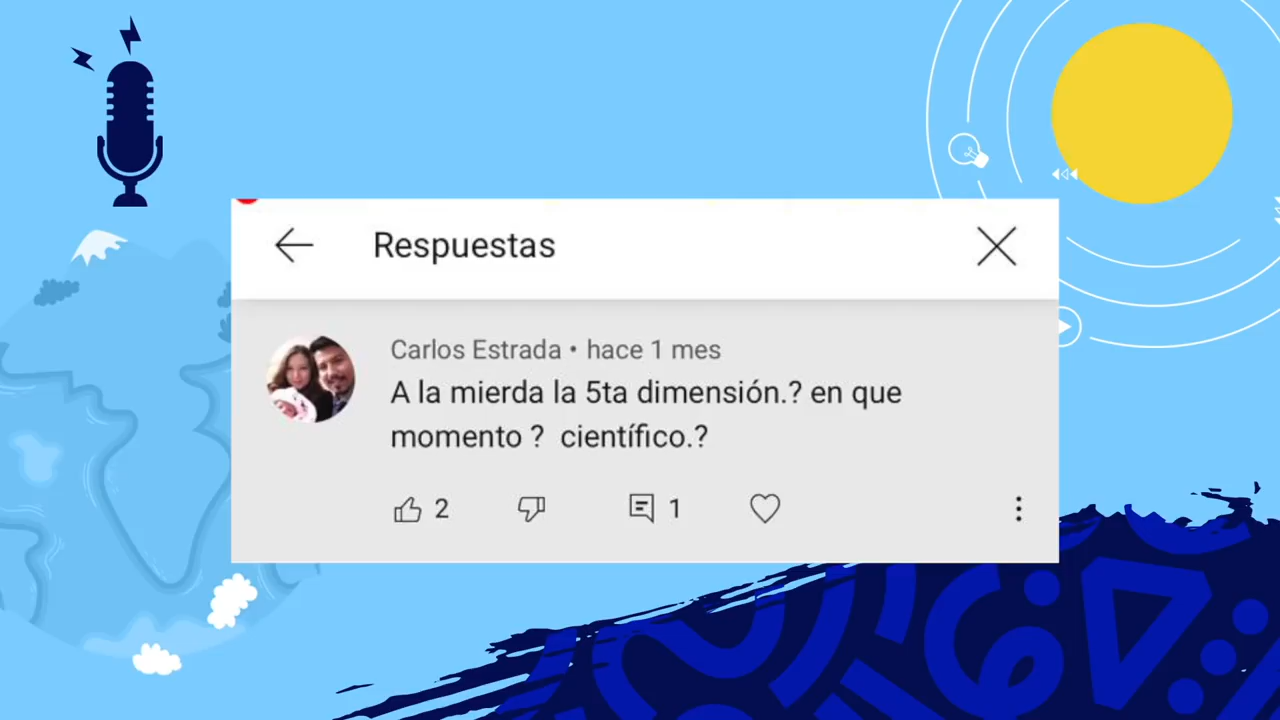 Respuestas
Carlos Estrada • hace 1 mes
A la mierda la 5ta dimensión.? en que
momento ?  científico.?
2
1